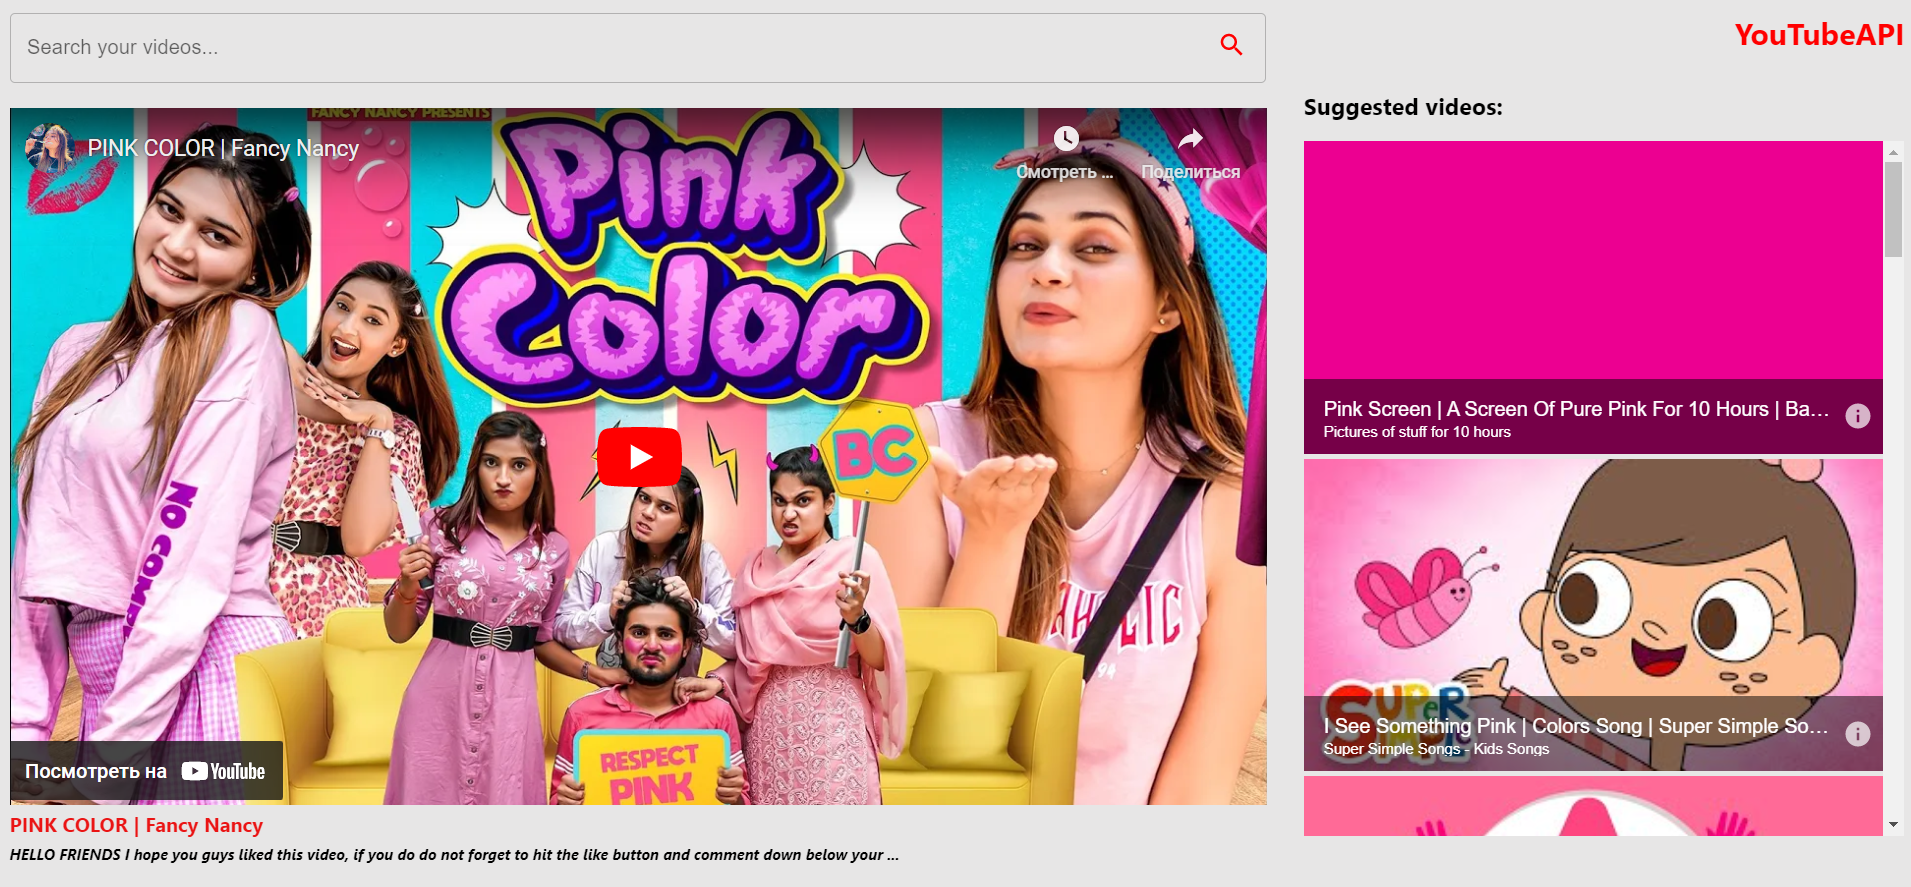 Search your videos...
YouTubeAPI
FANCY NANCY PRESENTS
PINK COLOR | Fancy Nancy
Смотреть ...
Поделиться
Pink
Color
BC
NO COMPL
AHOLIC
94
RESPECT
PINK
Посмотреть на YouTube
PINK COLOR | Fancy Nancy
HELLO FRIENDS I hope you guys liked this video, if you do do not forget to hit the like button and comment down below your ...
Suggested videos:
Pink Screen | A Screen Of Pure Pink For 10 Hours | Ba...
Pictures of stuff for 10 hours
SUPER
SIMPLE
I See Something Pink | Colors Song | Super Simple So...
Super Simple Songs - Kids Songs